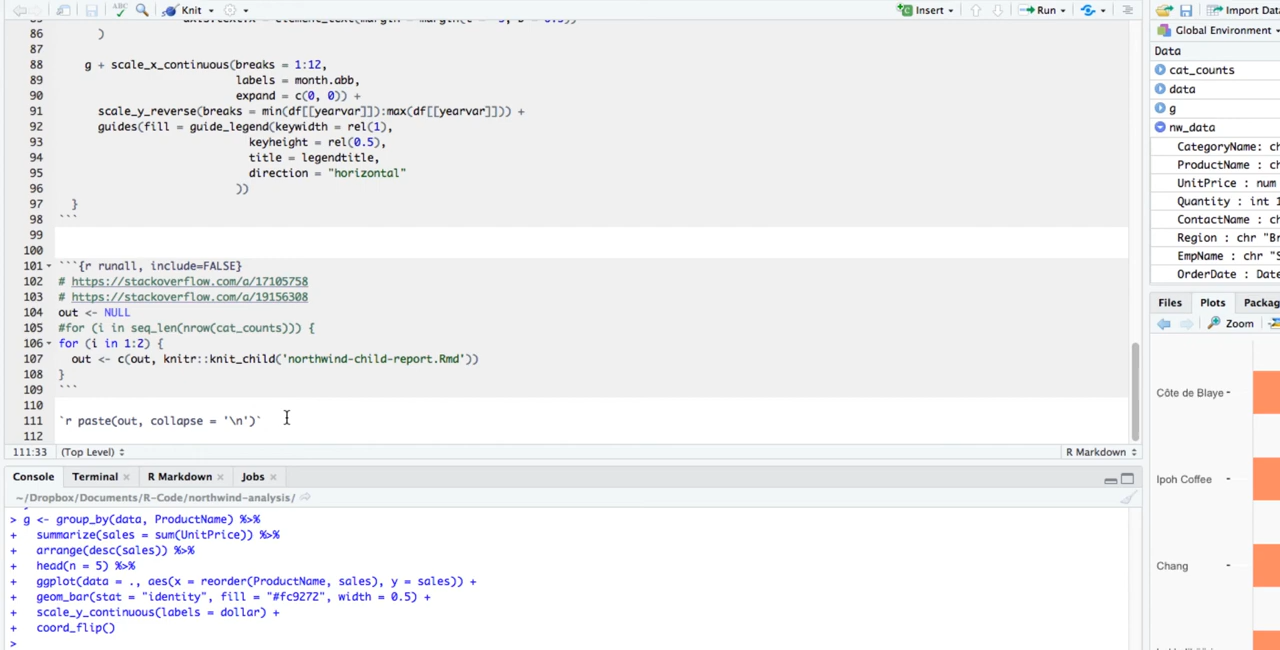 ABC Knit Insert Run Import Data
axis.text.x = element_text(margin = margin(
86 ) Global Environment
87 Data
88 g + scale_x_continuous(breaks = 1:12, cat_counts
89 labels = month.abb, data
90 expand = c(0, 0)) + g
91 scale_y_reverse(breaks = min(df[[yearvar]]):max(df[[yearvar]])) + nw_data
92 guides(fill = guide_legend(keywidth = rel(1), CategoryName: ch
93 keyheight = rel(0.5), ProductName : ch
94 title = legendtitle, UnitPrice : num
95 direction = "horizontal" Quantity : int 1
96 )) ContactName : ch
97 } Region : chr "Br
98 ``` EmpName : chr "S
99 OrderDate : Date
100
101 ```{r runall, include=FALSE}
102 # https://stackoverflow.com/a/17105758
103 # https://stackoverflow.com/a/19156308
104 out <- NULL Files Plots Packag
105 #for (i in seq_len(nrow(cat_counts))) { Zoom
106 for (i in 1:2) {
107 out <- c(out, knitr::knit_child('northwind-child-report.Rmd'))
108 }
109 ``` Côte de Blaye
110
111 `r paste(out, collapse = '\n')`
112
111:33 (Top Level) R Markdown
Console Terminal R Markdown Jobs Ipoh Coffee
~/Dropbox/Documents/R-Code/northwind-analysis/
> g <- group_by(data, ProductName) %>%
+ summarize(sales = sum(UnitPrice)) %>%
+ arrange(desc(sales)) %>%
+ head(n = 5) %>% Chang
+ ggplot(data = ., aes(x = reorder(ProductName, sales), y = sales)) +
+ geom_bar(stat = "identity", fill = "#fc9272", width = 0.5) +
+ scale_y_continuous(labels = dollar) +
+ coord_flip()
>